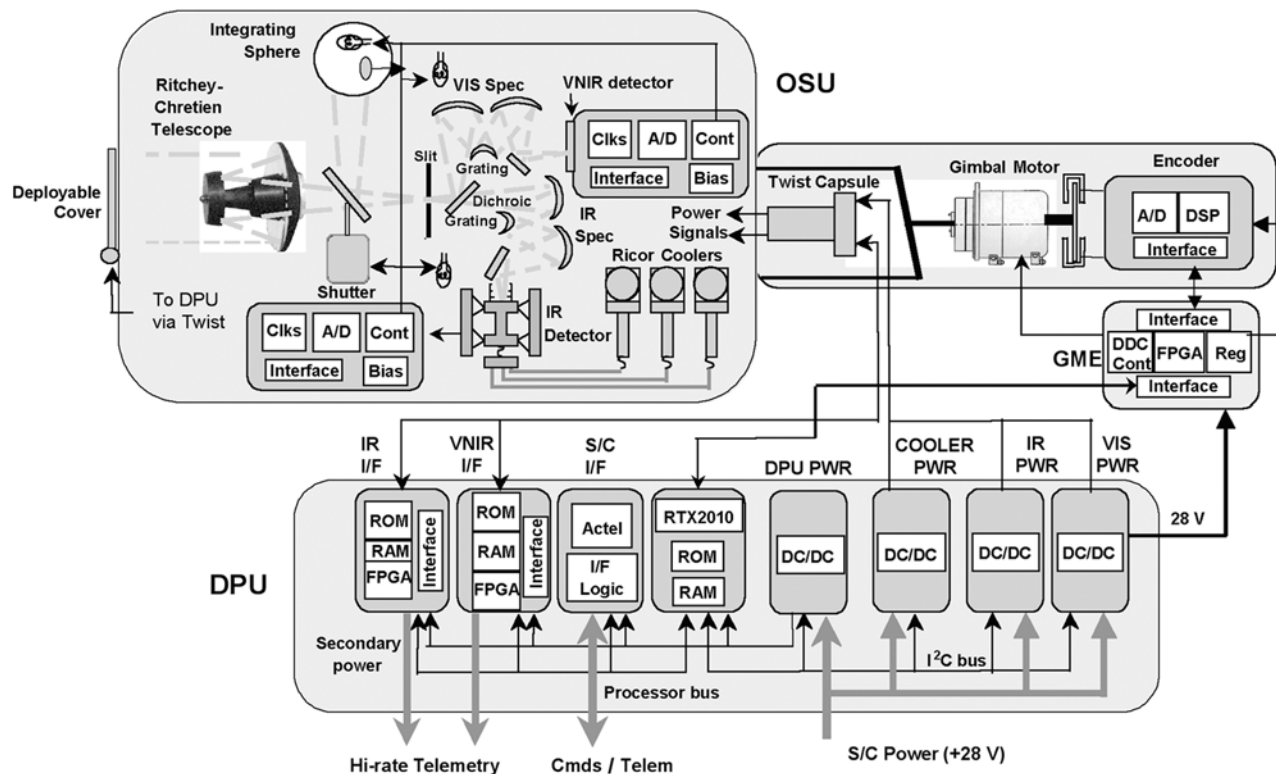 Integrating
Sphere
Ritchey-
Chretien
Telescope
Deployable
Cover
To DPU
via Twist
VIS Spec
VNIR detector
OSU
Clks
A/D
Cont
Interface
Bias
Slit
Grating
Dichroic
Grating
IR
Spec
Shutter
Ricor Coolers
IR
Detector
Clks
A/D
Cont
Interface
Bias
Power
Signals
Twist Capsule
Gimbal Motor
Encoder
A/D
DSP
Interface
GME
Interface
DDC
Cont
FPGA
Reg
Interface
IR
I/F
VNIR
I/F
S/C
I/F
DPU PWR
COOLER
PWR
IR
PWR
VIS
PWR
28 V
DPU
ROM
RAM
FPGA
Interface
ROM
RAM
FPGA
Interface
Actel
I/F
Logic
RTX2010
ROM
RAM
DC/DC
DC/DC
DC/DC
DC/DC
Secondary
power
Processor bus
I²C bus
Hi-rate Telemetry
Cmds / Telem
S/C Power (+28 V)